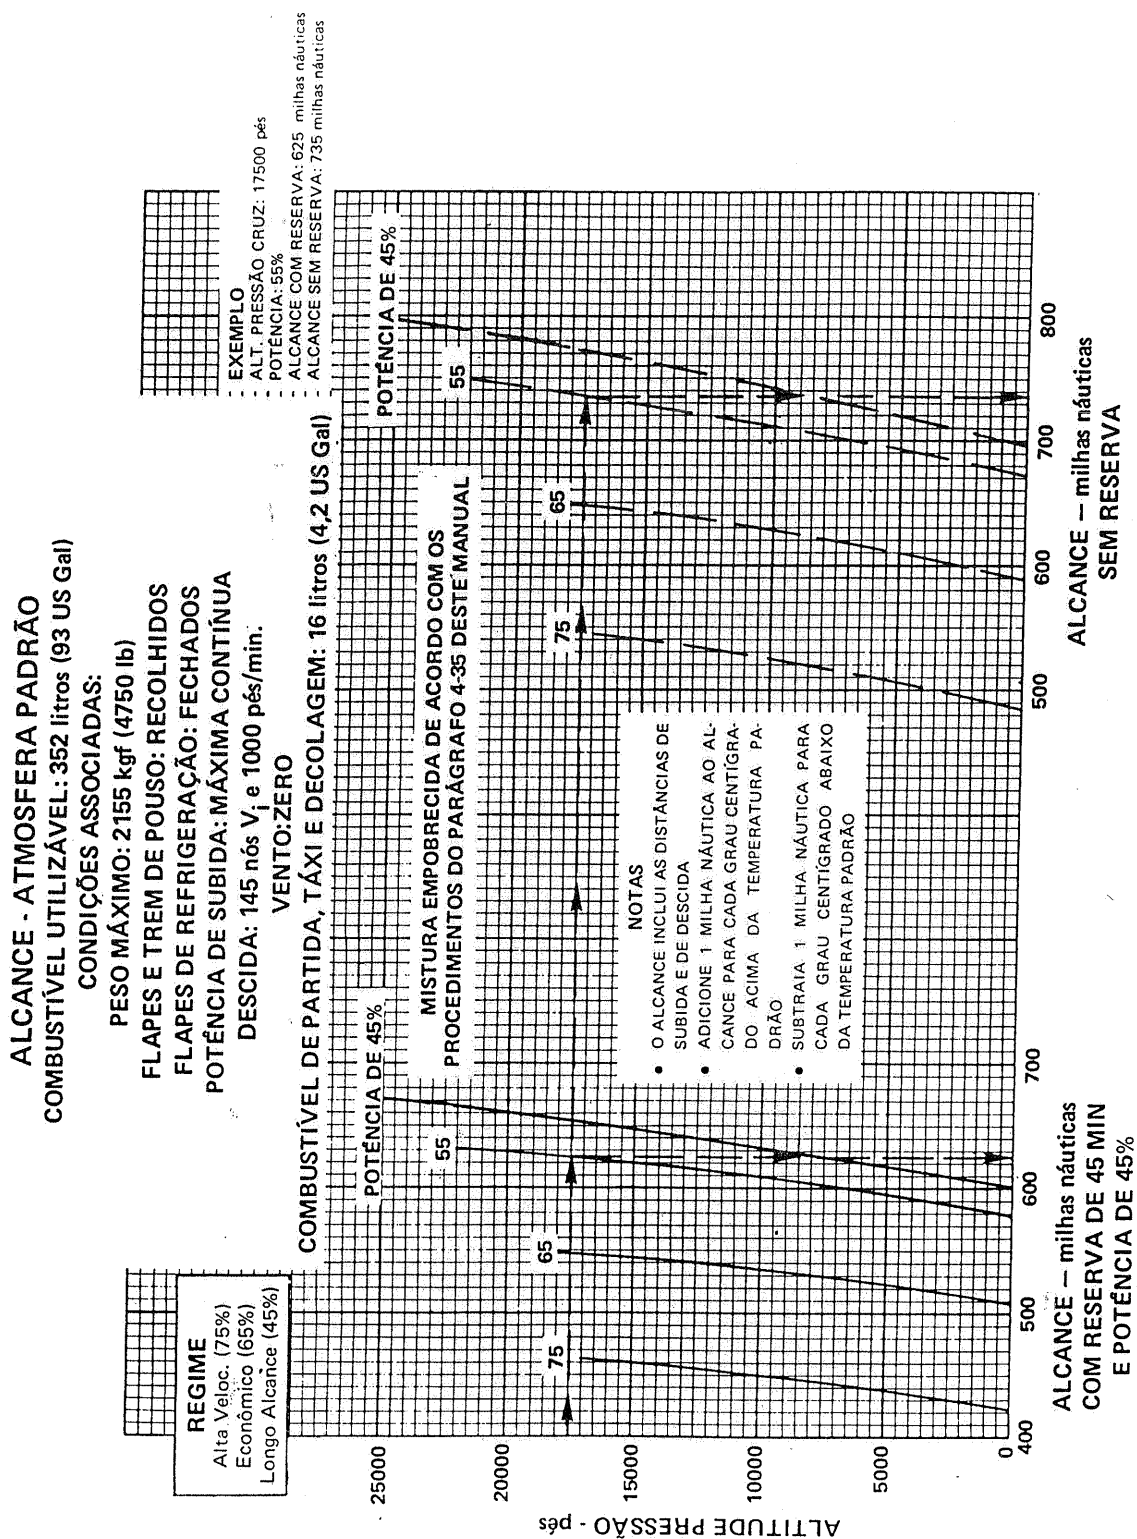 ALCANCE - ATMOSFERA PADRÃO
COMBUSTÍVEL UTILIZÁVEL: 352 litros (93 US Gal)
CONDIÇÕES ASSOCIADAS:
PESO MÁXIMO: 2155 kgf (4750 lb)
FLAPES E TREM DE POUSO: RECOLHIDOS
FLAPES DE REFRIGERAÇÃO: FECHADOS
POTÊNCIA DE SUBIDA: MÁXIMA CONTÍNUA
DESCIDA: 145 nós Vi e 1000 pés/min.
VENTO: ZERO
COMBUSTÍVEL DE PARTIDA, TÁXI E DECOLAGEM: 16 litros (4,2 US Gal)
REGIME
Alta Veloc. (75%)
Econômico (65%)
Longo Alcance (45%)
EXEMPLO
ALT. PRESSÃO CRUZ: 17500 pés
POTÊNCIA: 55%
ALCANCE COM RESERVA: 625 milhas náuticas
ALCANCE SEM RESERVA: 735 milhas náuticas
POTÊNCIA DE 45%
55
65
75
MISTURA EMPOBRECIDA DE ACORDO COM OS
PROCEDIMENTOS DO PARÁGRAFO 4-35 DESTE MANUAL
POTÊNCIA DE 45%
55
65
75
NOTAS
• O ALCANCE INCLUI AS DISTÂNCIAS DE
SUBIDA E DE DESCIDA
• ADICIONE 1 MILHA NÁUTICA AO AL-
CANCE PARA CADA GRAU CENTÍGRA-
DO ACIMA DA TEMPERATURA PA-
DRÃO
• SUBTRAIA 1 MILHA NÁUTICA PARA
CADA GRAU CENTÍGRADO ABAIXO
DA TEMPERATURA PADRÃO
ALTITUDE PRESSÃO - pés
25000
20000
15000
10000
5000
0
400
500
600
700
500
600
700
800
ALCANCE — milhas náuticas
COM RESERVA DE 45 MIN
E POTÊNCIA DE 45%
ALCANCE — milhas náuticas
SEM RESERVA